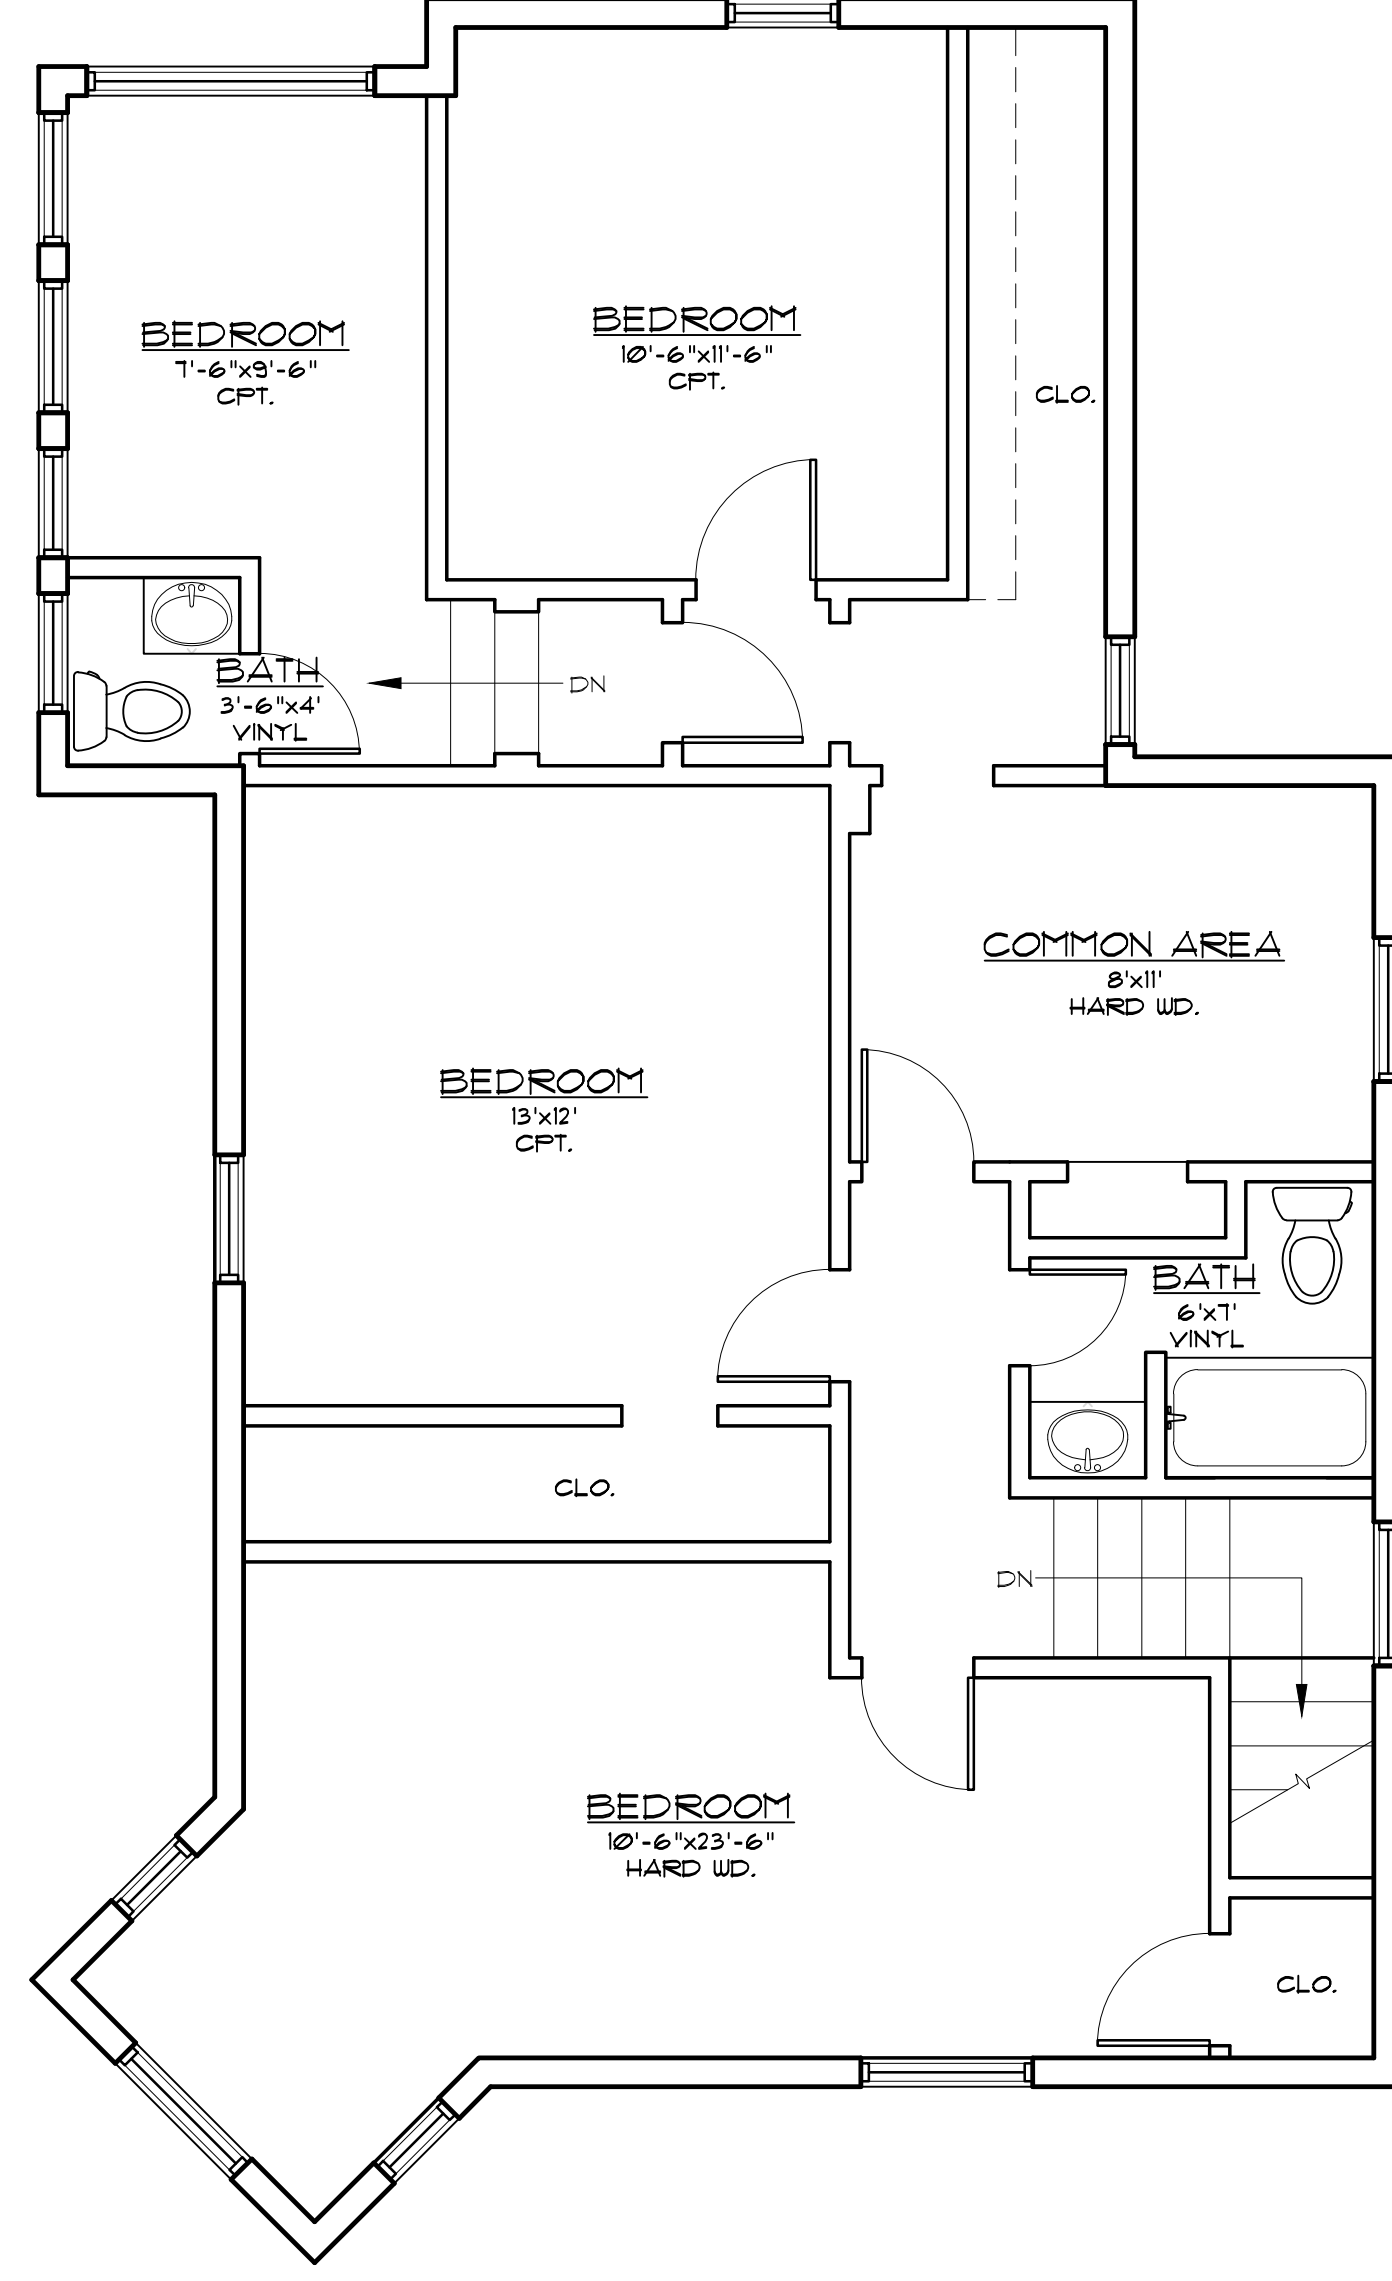 BEDROOM
10'-6"x11'-6"
CPT.
BEDROOM
7'-6"x9'-6"
CPT.
CLO.
BATH
3'-6"x4'
VINYL
DN
COMMON AREA
8'x11'
HARD WD.
BEDROOM
13'x12'
CPT.
BATH
6'x7'
VINYL
CLO.
DN
BEDROOM
10'-6"x23'-6"
HARD WD.
CLO.